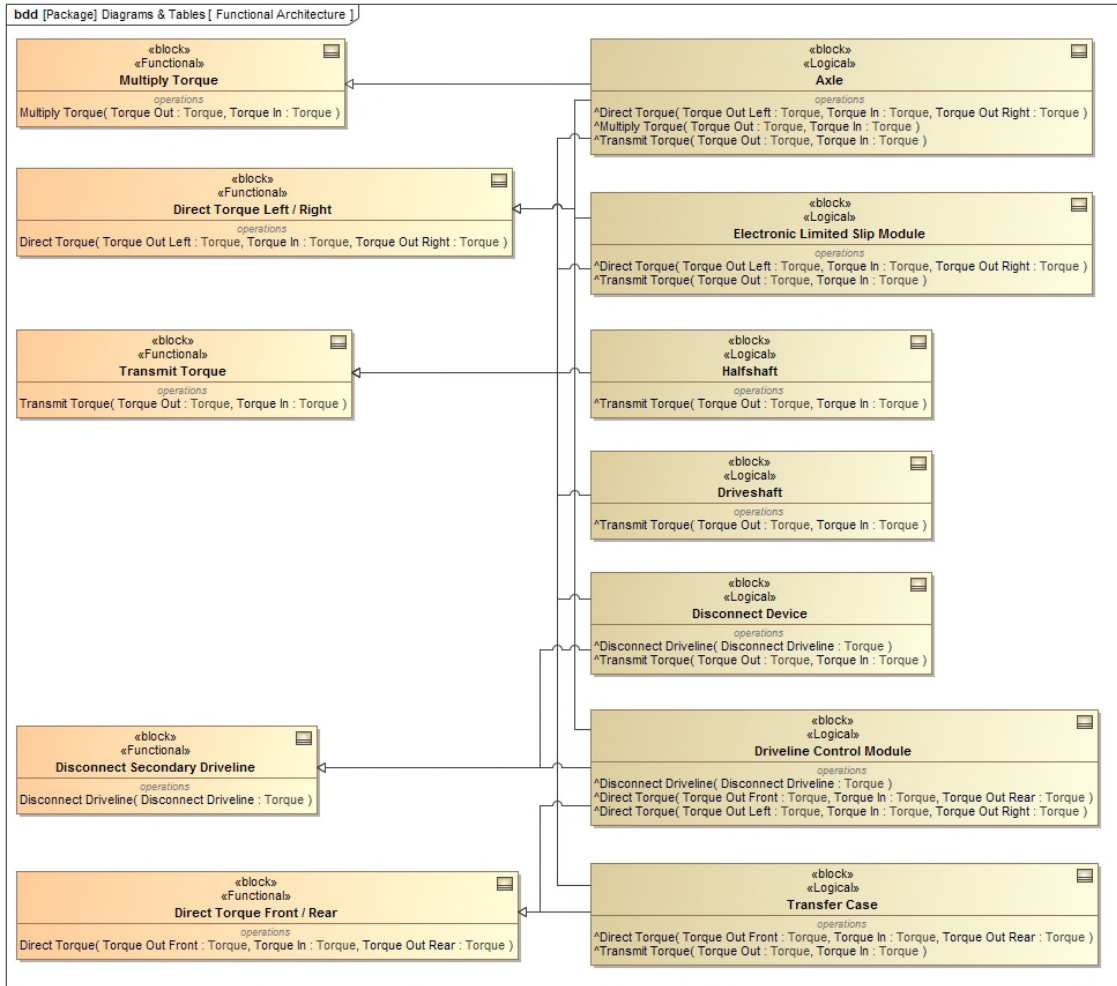 bdd [Package] Diagrams & Tables [ Functional Architecture ]
«block»
«Functional»
Multiply Torque
operations
Multiply Torque( Torque Out : Torque, Torque In : Torque )
«block»
«Functional»
Direct Torque Left / Right
operations
Direct Torque( Torque Out Left : Torque, Torque In : Torque, Torque Out Right : Torque )
«block»
«Functional»
Transmit Torque
operations
Transmit Torque( Torque Out : Torque, Torque In : Torque )
«block»
«Functional»
Disconnect Secondary Driveline
operations
Disconnect Driveline( Disconnect Driveline : Torque )
«block»
«Functional»
Direct Torque Front / Rear
operations
Direct Torque( Torque Out Front : Torque, Torque In : Torque, Torque Out Rear : Torque )
«block»
«Logical»
Axle
operations
^Direct Torque( Torque Out Left : Torque, Torque In : Torque, Torque Out Right : Torque )
^Multiply Torque( Torque Out : Torque, Torque In : Torque )
^Transmit Torque( Torque Out : Torque, Torque In : Torque )
«block»
«Logical»
Electronic Limited Slip Module
operations
^Direct Torque( Torque Out Left : Torque, Torque In : Torque, Torque Out Right : Torque )
^Transmit Torque( Torque Out : Torque, Torque In : Torque )
«block»
«Logical»
Halfshaft
operations
^Transmit Torque( Torque Out : Torque, Torque In : Torque )
«block»
«Logical»
Driveshaft
operations
^Transmit Torque( Torque Out : Torque, Torque In : Torque )
«block»
«Logical»
Disconnect Device
operations
^Disconnect Driveline( Disconnect Driveline : Torque )
^Transmit Torque( Torque Out : Torque, Torque In : Torque )
«block»
«Logical»
Driveline Control Module
operations
^Disconnect Driveline( Disconnect Driveline : Torque )
^Direct Torque( Torque Out Front : Torque, Torque In : Torque, Torque Out Rear : Torque )
^Direct Torque( Torque Out Left : Torque, Torque In : Torque, Torque Out Right : Torque )
«block»
«Logical»
Transfer Case
operations
^Direct Torque( Torque Out Front : Torque, Torque In : Torque, Torque Out Rear : Torque )
^Transmit Torque( Torque Out : Torque, Torque In : Torque )